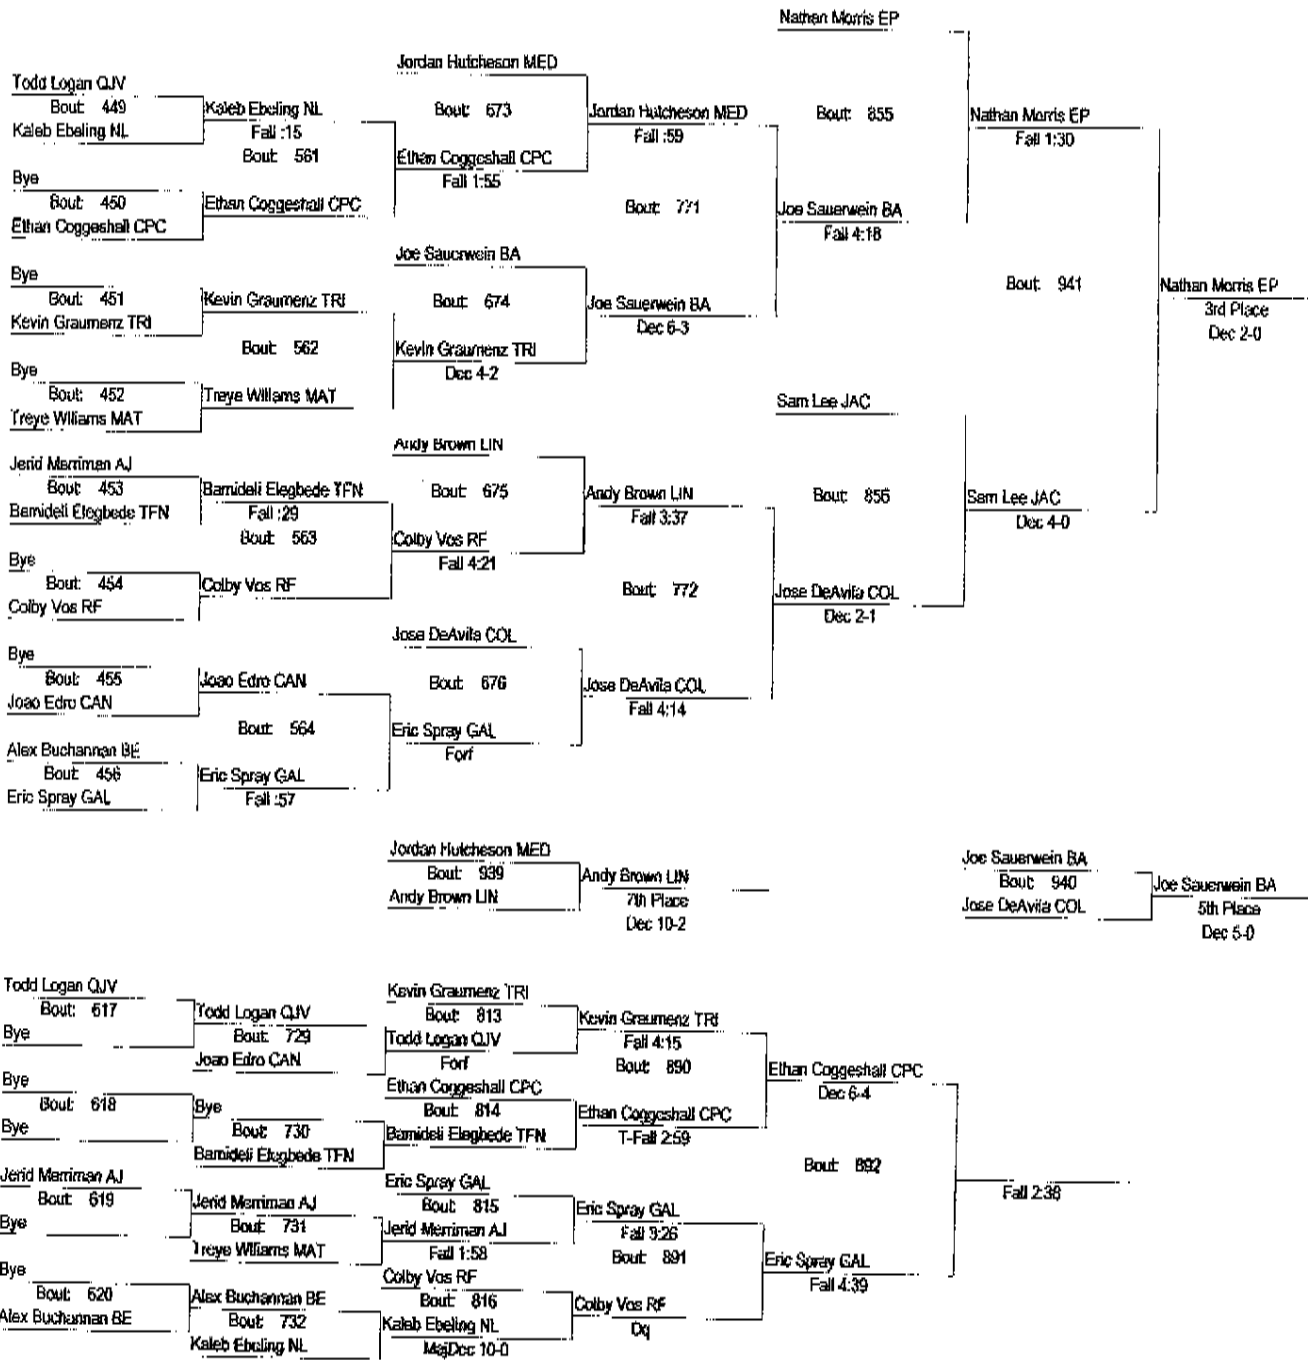 Nathan Morris EP
Jordan Hutcheson MED
Todd Logan QJV
Bout: 449
Kaleb Ebeling NL
Kaleb Ebeling NL
Fall :15
Bout: 561
Bout: 673
Jordan Hutcheson MED
Fall :59
Bout: 855
Nathan Morris EP
Fall 1:30
Ethan Coggeshall CPC
Fall 1:55
Bye
Bout: 450
Ethan Coggeshall CPC
Ethan Coggeshall CPC
Bout: 771
Joe Sauerwein BA
Fall 4:18
Joe Sauerwein BA
Bye
Bout: 451
Kevin Graumenz TRI
Kevin Graumenz TRI
Bout: 674
Joe Sauerwein BA
Dec 6-3
Bout: 941
Nathan Morris EP
3rd Place
Dec 2-0
Bout: 562
Kevin Graumenz TRI
Dec 4-2
Bye
Bout: 452
Treye Williams MAT
Treye Williams MAT
Sam Lee JAC
Andy Brown LIN
Jerid Merriman AJ
Bout: 453
Bamideli Elegbede TFN
Bamideli Elegbede TFN
Fall :29
Bout: 563
Bout: 675
Andy Brown LIN
Fall 3:37
Bout: 856
Sam Lee JAC
Dec 4-0
Colby Vos RF
Fall 4:21
Bye
Bout: 454
Colby Vos RF
Colby Vos RF
Bout: 772
Jose DeAvila COL
Dec 2-1
Jose DeAvila COL
Bye
Bout: 455
Joao Edro CAN
Joao Edro CAN
Bout: 676
Jose DeAvila COL
Fall 4:14
Bout: 564
Eric Spray GAL
Forf
Alex Buchannan BE
Bout: 456
Eric Spray GAL
Eric Spray GAL
Fall :57
Jordan Hutcheson MED
Bout: 939
Andy Brown LIN
Andy Brown LIN
7th Place
Dec 10-2
Joe Sauerwein BA
Bout: 940
Jose DeAvila COL
Joe Sauerwein BA
5th Place
Dec 5-0
Todd Logan QJV
Bout: 617
Bye
Todd Logan QJV
Bout: 729
Joao Edro CAN
Kevin Graumenz TRI
Bout: 813
Todd Logan QJV
Forf
Kevin Graumenz TRI
Fall 4:15
Bout: 890
Ethan Coggeshall CPC
Dec 6-4
Bye
Bout: 618
Bye
Bye
Bout: 730
Bamideli Elegbede TFN
Ethan Coggeshall CPC
Bout: 814
Bamideli Elegbede TFN
Ethan Coggeshall CPC
T-Fall 2:59
Bout: 892
Fall 2:38
Jerid Merriman AJ
Bout: 619
Bye
Jerid Merriman AJ
Bout: 731
Treye Williams MAT
Eric Spray GAL
Bout: 815
Jerid Merriman AJ
Fall 1:58
Eric Spray GAL
Fall 3:26
Bout: 891
Eric Spray GAL
Fall 4:39
Bye
Bout: 620
Alex Buchannan BE
Alex Buchannan BE
Bout: 732
Kaleb Ebeling NL
Colby Vos RF
Bout: 816
Kaleb Ebeling NL
MajDec 10-0
Colby Vos RF
Dq